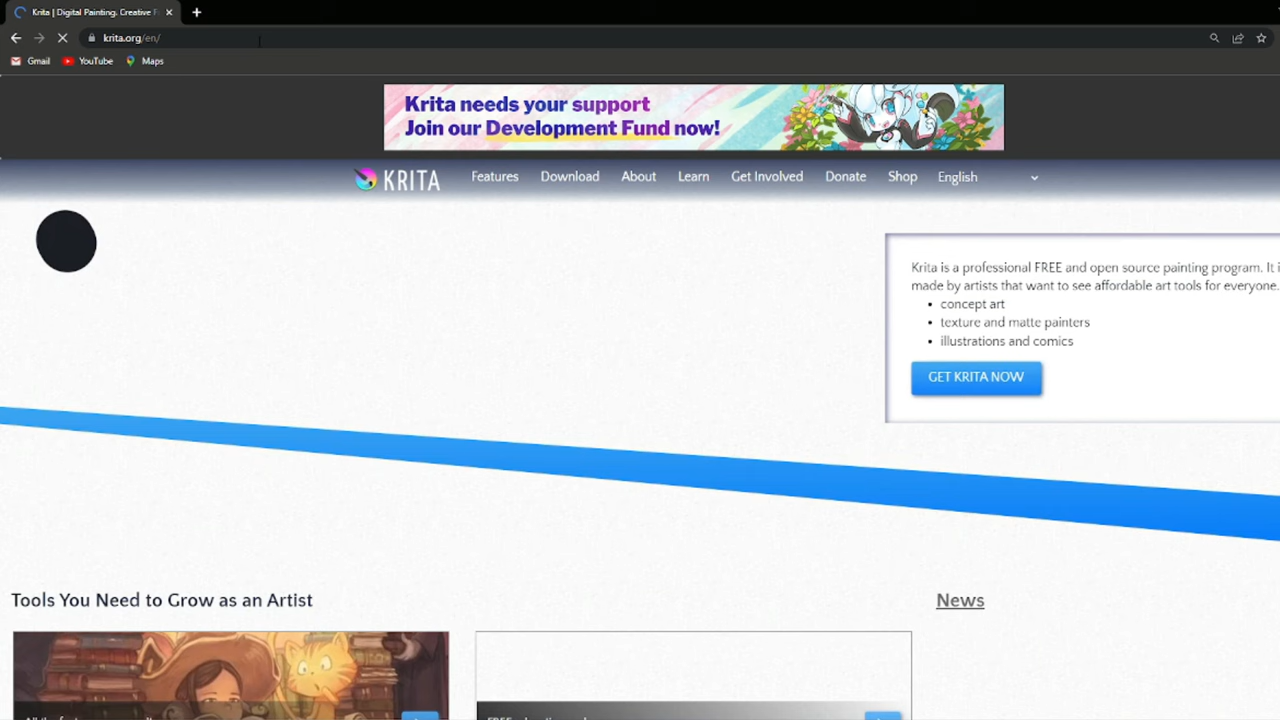 Krita | Digital Painting. Creative F
krita.org/en/
Gmail YouTube Maps
Krita needs your support
Join our Development Fund now!
KRITA Features Download About Learn Get Involved Donate Shop English
Krita is a professional FREE and open source painting program. It i
made by artists that want to see affordable art tools for everyone.
concept art
texture and matte painters
illustrations and comics
GET KRITA NOW
Tools You Need to Grow as an Artist
News